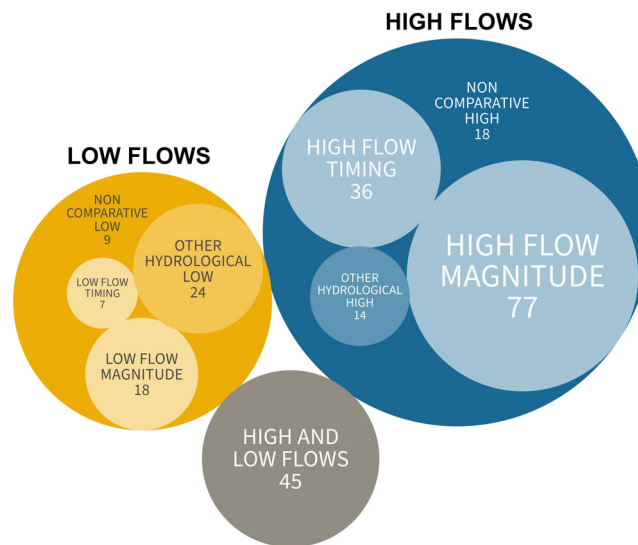 HIGH FLOWS
NON
COMPARATIVE
HIGH
18
HIGH FLOW
TIMING
36
HIGH FLOW
MAGNITUDE
77
OTHER
HYDROLOGICAL
HIGH
14
LOW FLOWS
NON
COMPARATIVE
LOW
9
OTHER
HYDROLOGICAL
LOW
24
LOW FLOW
TIMING
7
LOW FLOW
MAGNITUDE
18
HIGH AND
LOW FLOWS
45